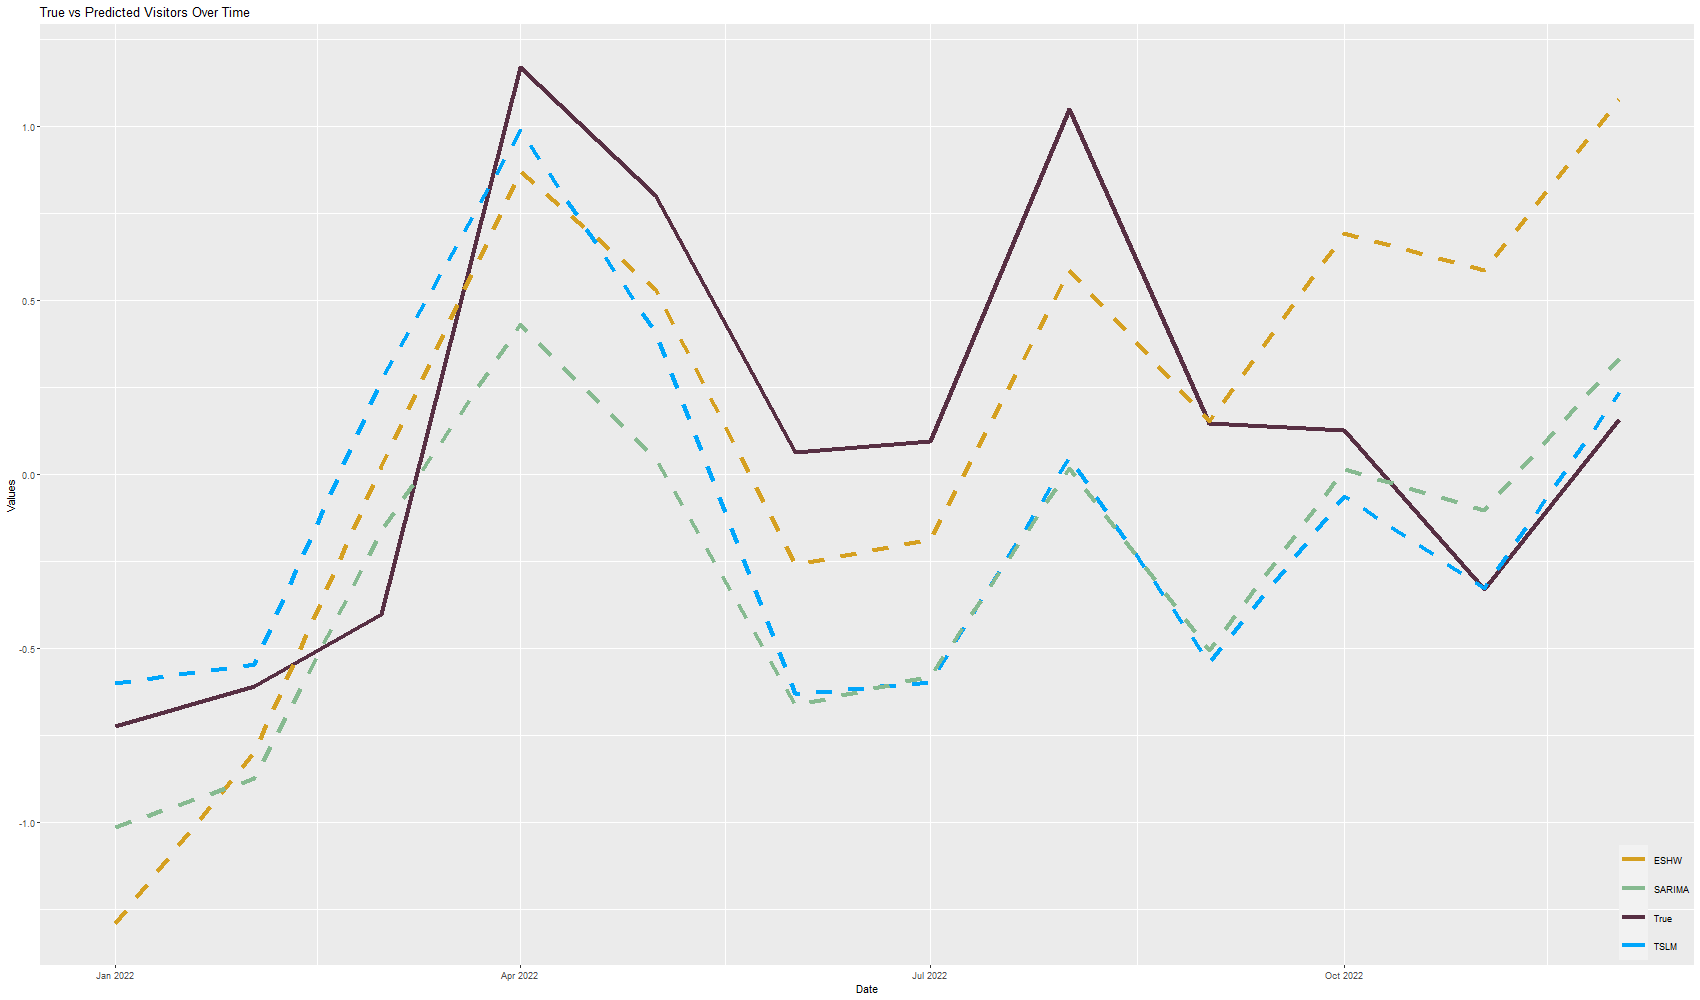 True vs Predicted Visitors Over Time
1.0
0.5
0.0
-0.5
-1.0
Values
Jan 2022
Apr 2022
Jul 2022
Oct 2022
Date
ESHW
SARIMA
True
TSLM